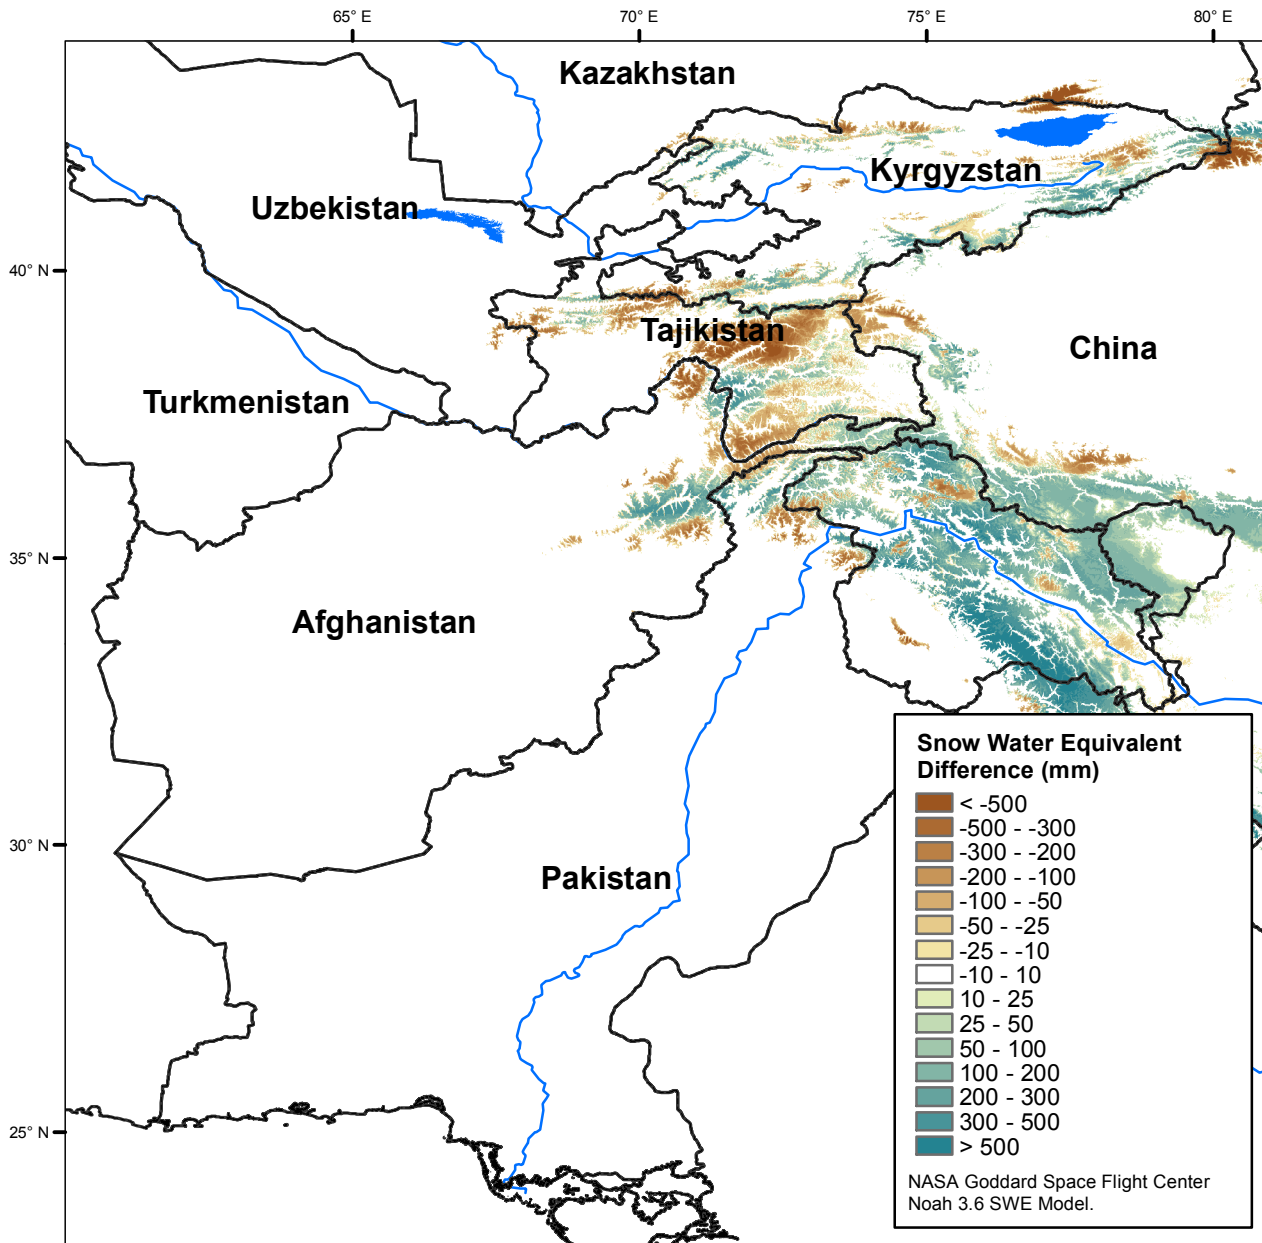 65° E
70° E
75° E
80° E
Kazakhstan
Kyrgyzstan
Uzbekistan
40° N
Tajikistan
China
Turkmenistan
35° N
Afghanistan
Snow Water Equivalent
Difference (mm)
< -500
-500 - -300
-300 - -200
-200 - -100
-100 - -50
-50 - -25
-25 - -10
-10 - 10
10 - 25
25 - 50
50 - 100
100 - 200
200 - 300
300 - 500
> 500
30° N
Pakistan
25° N
NASA Goddard Space Flight Center
Noah 3.6 SWE Model.